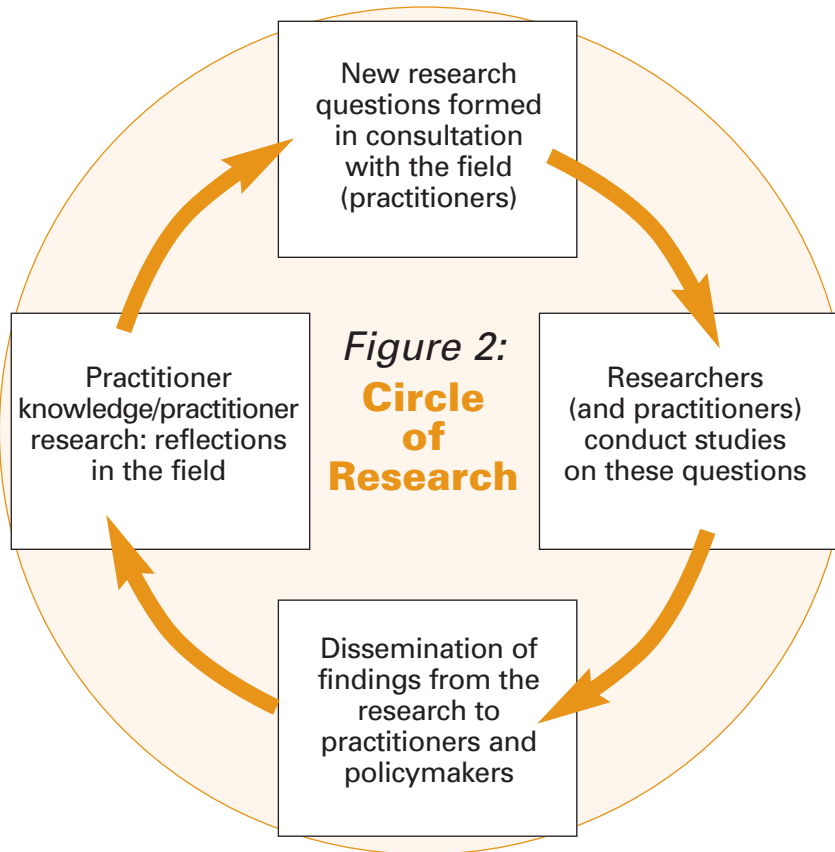 New research
questions formed
in consultation
with the field
(practitioners)
Figure 2:
Circle
of
Research
Practitioner
knowledge/practitioner
research: reflections
in the field
Researchers
(and practitioners)
conduct studies
on these questions
Dissemination of
findings from the
research to
practitioners and
policymakers